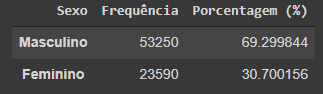 Sexo Frequência Porcentagem (%)
Masculino 53250 69.299844
Feminino 23590 30.700156